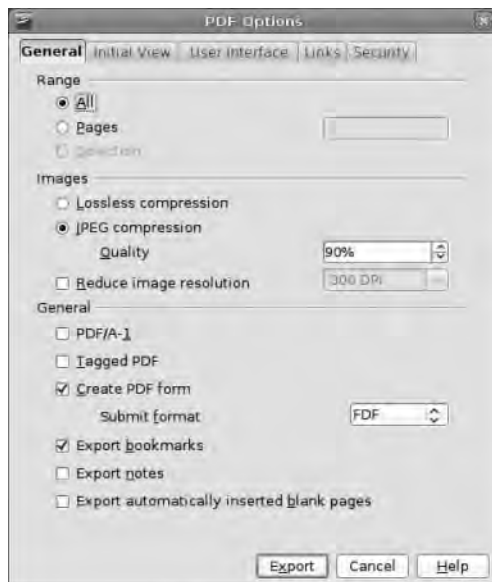 PDF Options
General Initial View User Interface Links Security
Range
All
Pages
Selection
Images
Lossless compression
JPEG compression
Quality 90%
Reduce image resolution 300 DPI
General
PDF/A-1
Tagged PDF
Create PDF form
Submit format FDF
Export bookmarks
Export notes
Export automatically inserted blank pages
Export Cancel Help